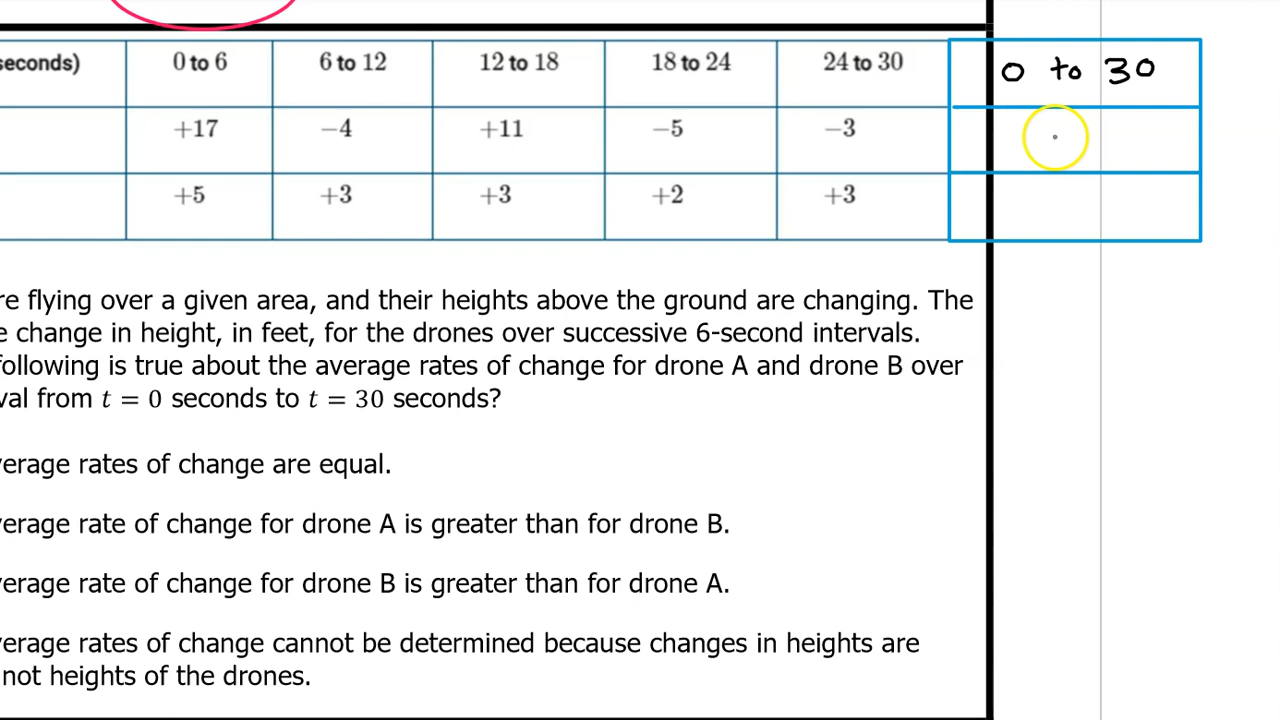 seconds) 0 to 6 6 to 12 12 to 18 18 to 24 24 to 30 0 to 30
+17 −4 +11 −5 −3
+5 +3 +3 +2 +3
re flying over a given area, and their heights above the ground are changing. The
e change in height, in feet, for the drones over successive 6-second intervals.
following is true about the average rates of change for drone A and drone B over
val from t = 0 seconds to t = 30 seconds?
verage rates of change are equal.
verage rate of change for drone A is greater than for drone B.
verage rate of change for drone B is greater than for drone A.
verage rates of change cannot be determined because changes in heights are
not heights of the drones.